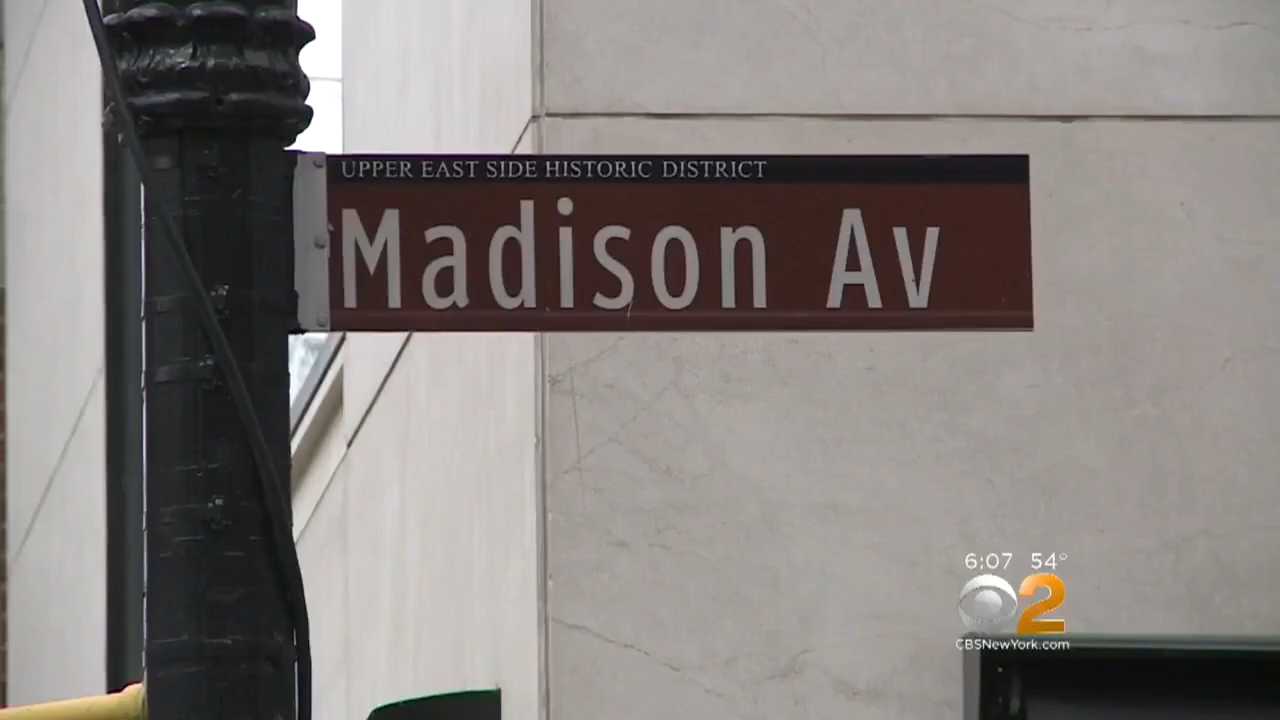 UPPER EAST SIDE HISTORIC DISTRICT
Madison Av
6:07 54°
2
CBSNewYork.com